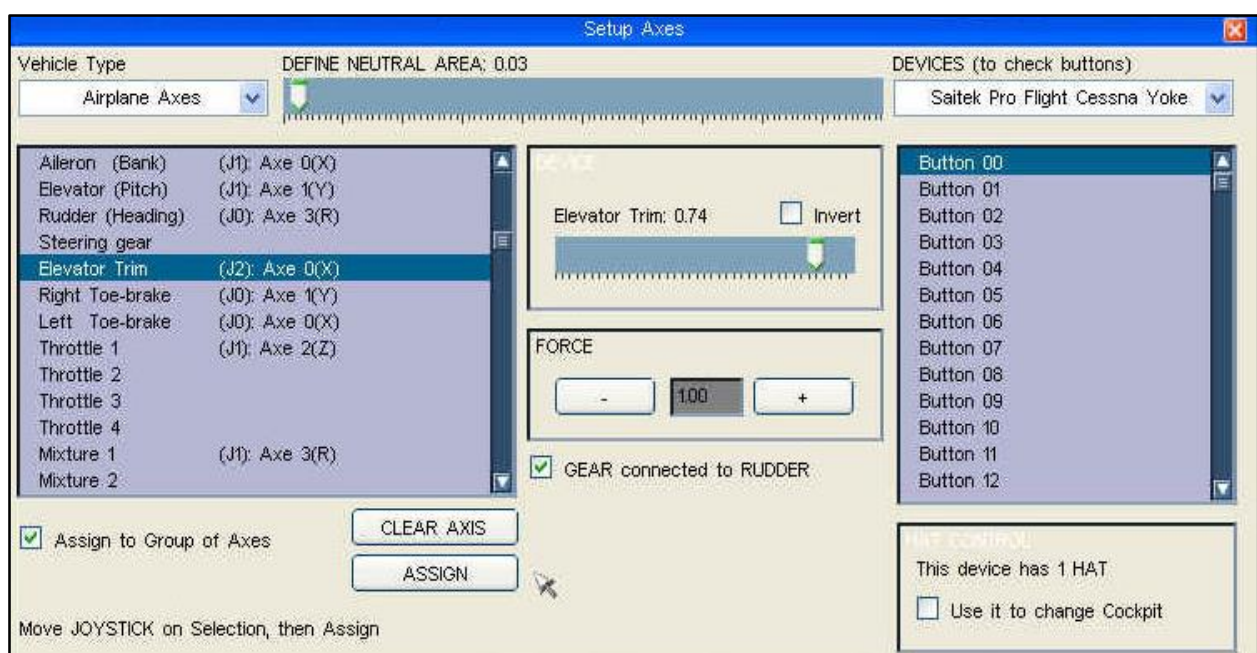 Setup Axes
Vehicle Type
Airplane Axes
DEFINE NEUTRAL AREA: 0.03
DEVICES (to check buttons)
Saitek Pro Flight Cessna Yoke
Aileron (Bank) (J1): Axe 0(X)
Elevator (Pitch) (J1): Axe 1(Y)
Rudder (Heading) (J0): Axe 3(R)
Steering gear
Elevator Trim (J2): Axe 0(X)
Right Toe-brake (J0): Axe 1(Y)
Left Toe-brake (J0): Axe 0(X)
Throttle 1 (J1): Axe 2(Z)
Throttle 2
Throttle 3
Throttle 4
Mixture 1 (J1): Axe 3(R)
Mixture 2
Assign to Group of Axes
CLEAR AXIS
ASSIGN
Move JOYSTICK on Selection, then Assign
DEVICE
Elevator Trim: 0.74
Invert
FORCE
-
1.00
+
GEAR connected to RUDDER
Button 00
Button 01
Button 02
Button 03
Button 04
Button 05
Button 06
Button 07
Button 08
Button 09
Button 10
Button 11
Button 12
HAT CONTROL
This device has 1 HAT
Use it to change Cockpit